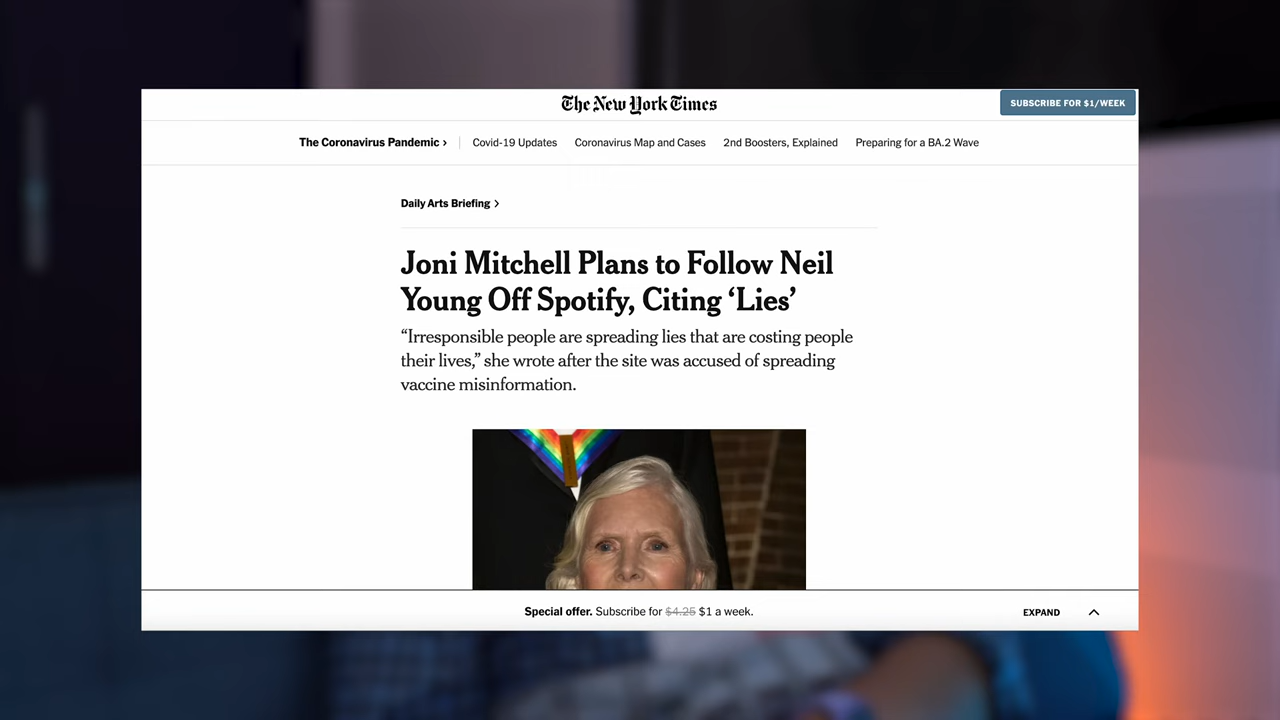 The New York Times
SUBSCRIBE FOR $1/WEEK
The Coronavirus Pandemic › Covid-19 Updates Coronavirus Map and Cases 2nd Boosters, Explained Preparing for a BA.2 Wave
Daily Arts Briefing ›
Joni Mitchell Plans to Follow Neil
Young Off Spotify, Citing ‘Lies’
“Irresponsible people are spreading lies that are costing people
their lives,” she wrote after the site was accused of spreading
vaccine misinformation.
Special offer. Subscribe for $4.25 $1 a week.
EXPAND